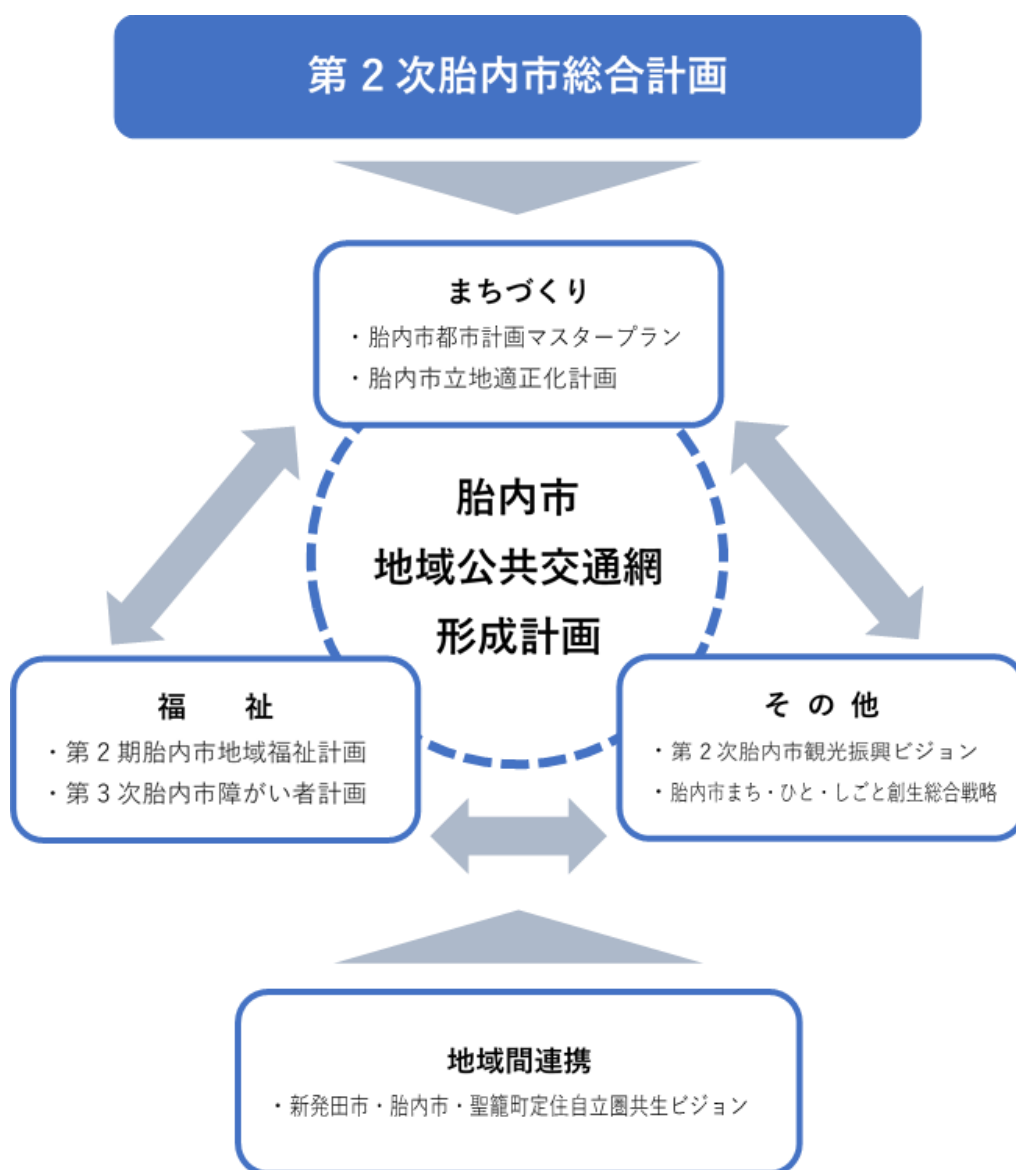 第2次胎内市総合計画
まちづくり
・胎内市都市計画マスタープラン
・胎内市立地適正化計画
胎内市
地域公共交通網
形成計画
福　　祉
・第2期胎内市地域福祉計画
・第3次胎内市障がい者計画
そ の 他
・第2次胎内市観光振興ビジョン
・胎内市まち・ひと・しごと創生総合戦略
地域間連携
・新発田市・胎内市・聖籠町定住自立圏共生ビジョン